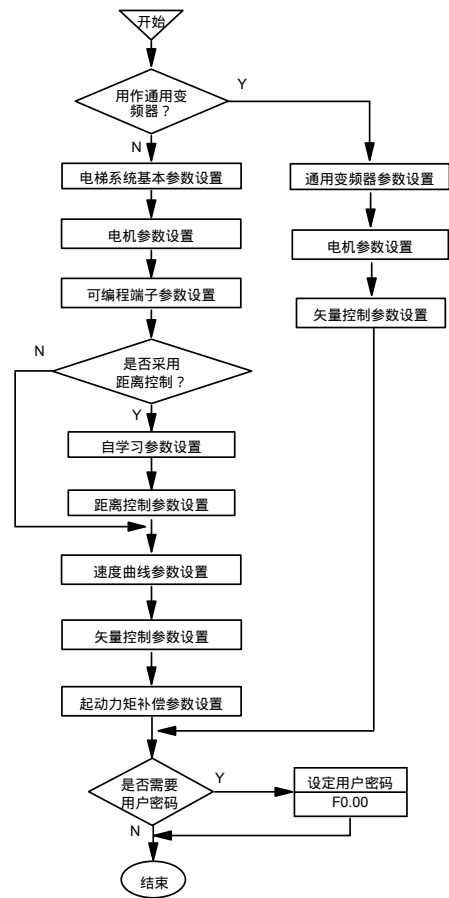 开始
用作通用变
频器？
Y
N
电梯系统基本参数设置
通用变频器参数设置
电机参数设置
电机参数设置
可编程端子参数设置
矢量控制参数设置
N
是否采用
距离控制？
Y
自学习参数设置
距离控制参数设置
速度曲线参数设置
矢量控制参数设置
起动力矩补偿参数设置
是否需要
用户密码
Y
设定用户密码
F0.00
N
结束